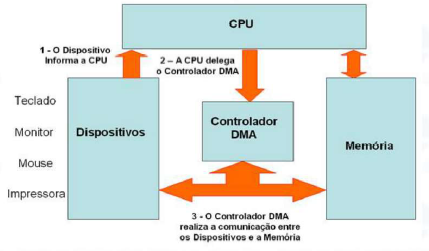 CPU
1 - O Dispositivo
Informa a CPU
2 – A CPU delega
o Controlador DMA
Teclado
Monitor
Mouse
Impressora
Dispositivos
Controlador
DMA
Memória
3 - O Controlador DMA
realiza a comunicação entre
os Dispositivos e a Memória